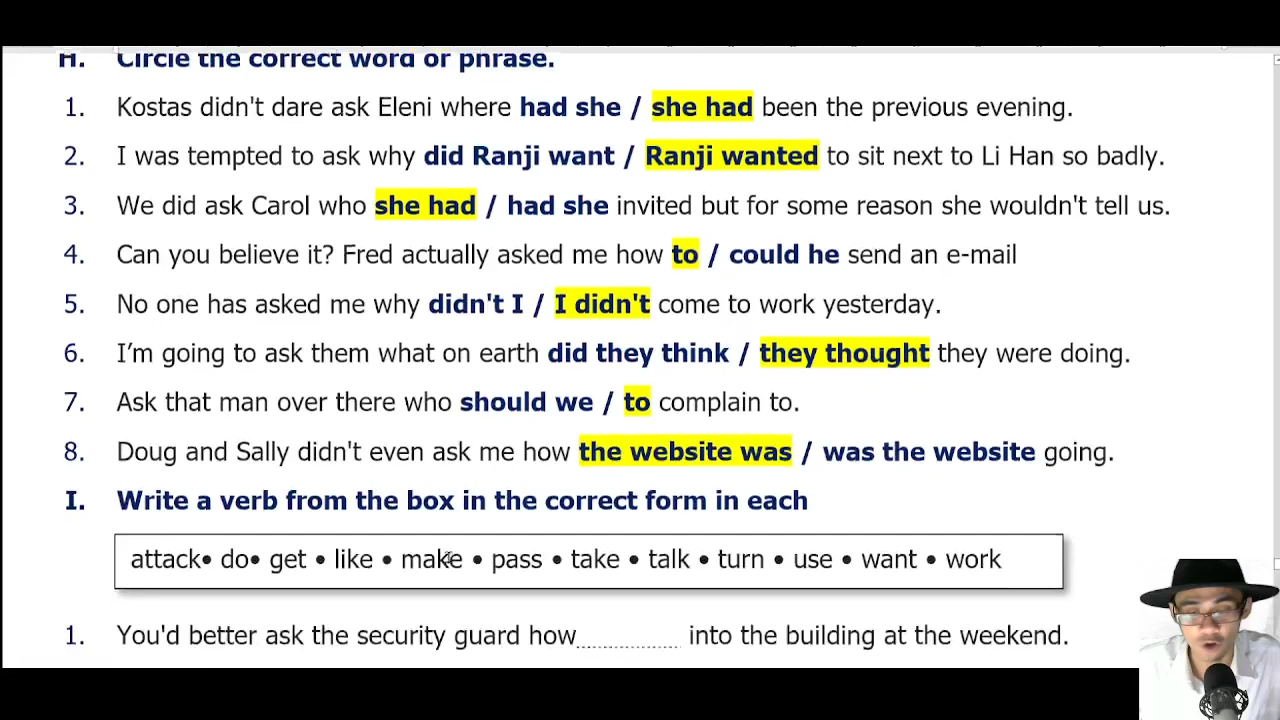 H. Circle the correct word or phrase.
1. Kostas didn't dare ask Eleni where had she / she had been the previous evening.
2. I was tempted to ask why did Ranji want / Ranji wanted to sit next to Li Han so badly.
3. We did ask Carol who she had / had she invited but for some reason she wouldn't tell us.
4. Can you believe it? Fred actually asked me how to / could he send an e-mail
5. No one has asked me why didn't I / I didn't come to work yesterday.
6. I’m going to ask them what on earth did they think / they thought they were doing.
7. Ask that man over there who should we / to complain to.
8. Doug and Sally didn't even ask me how the website was / was the website going.
I. Write a verb from the box in the correct form in each
attack• do• get • like • make • pass • take • talk • turn • use • want • work
1. You'd better ask the security guard how............ into the building at the weekend.